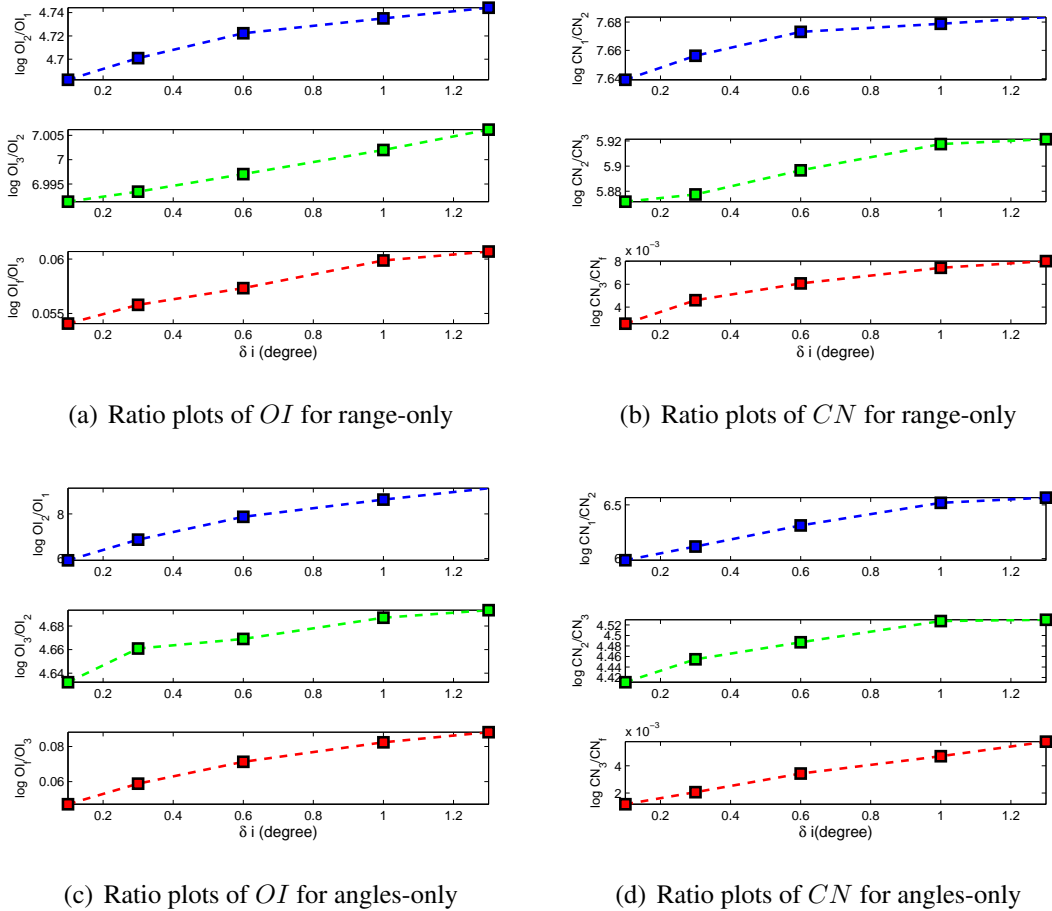 log OI2/OI1
4.74
4.72
4.7
0.2 0.4 0.6 0.8 1 1.2
log OI3/OI2
7.005
7
6.995
0.2 0.4 0.6 0.8 1 1.2
log OIf/OI3
0.06
0.055
0.2 0.4 0.6 0.8 1 1.2
δ i (degree)
(a) Ratio plots of OI for range-only
log CN1/CN2
7.68
7.66
7.64
0.2 0.4 0.6 0.8 1 1.2
log CN2/CN3
5.92
5.9
5.88
0.2 0.4 0.6 0.8 1 1.2
x 10-3
log CN3/CNf
8
6
4
0.2 0.4 0.6 0.8 1 1.2
δ i (degree)
(b) Ratio plots of CN for range-only
log OI2/OI1
8
6
0.2 0.4 0.6 0.8 1 1.2
log OI3/OI2
4.68
4.66
4.64
0.2 0.4 0.6 0.8 1 1.2
log OIf/OI3
0.08
0.06
0.2 0.4 0.6 0.8 1 1.2
δ i (degree)
(c) Ratio plots of OI for angles-only
log CN1/CN2
6.5
6
0.2 0.4 0.6 0.8 1 1.2
log CN2/CN3
4.52
4.5
4.48
4.46
4.44
4.42
0.2 0.4 0.6 0.8 1 1.2
x 10-3
log CN3/CNf
4
2
0.2 0.4 0.6 0.8 1 1.2
δ i(degree)
(d) Ratio plots of CN for angles-only